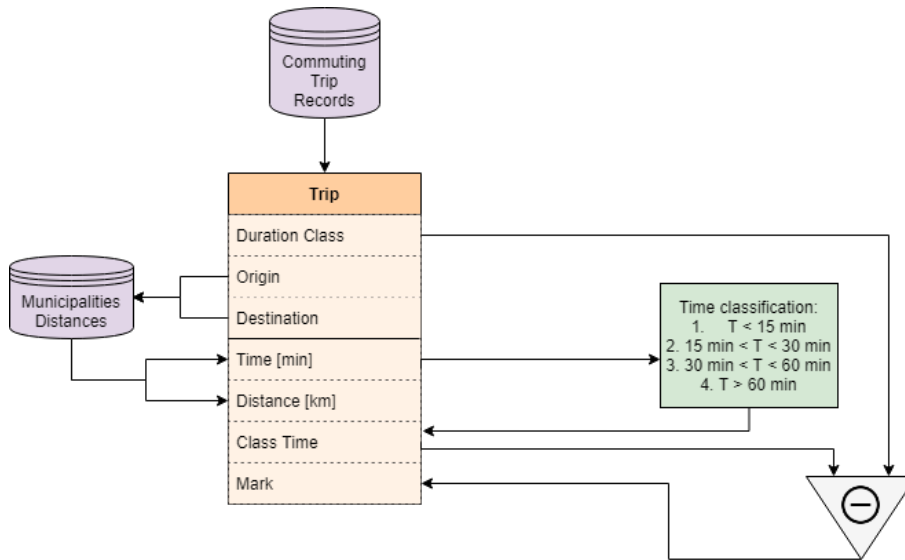 Commuting
Trip
Records
Trip
Duration Class
Origin
Destination
Municipalities
Distances
Time [min]
Distance [km]
Class Time
Mark
Time classification:
1. T < 15 min
2. 15 min < T < 30 min
3. 30 min < T < 60 min
4. T > 60 min